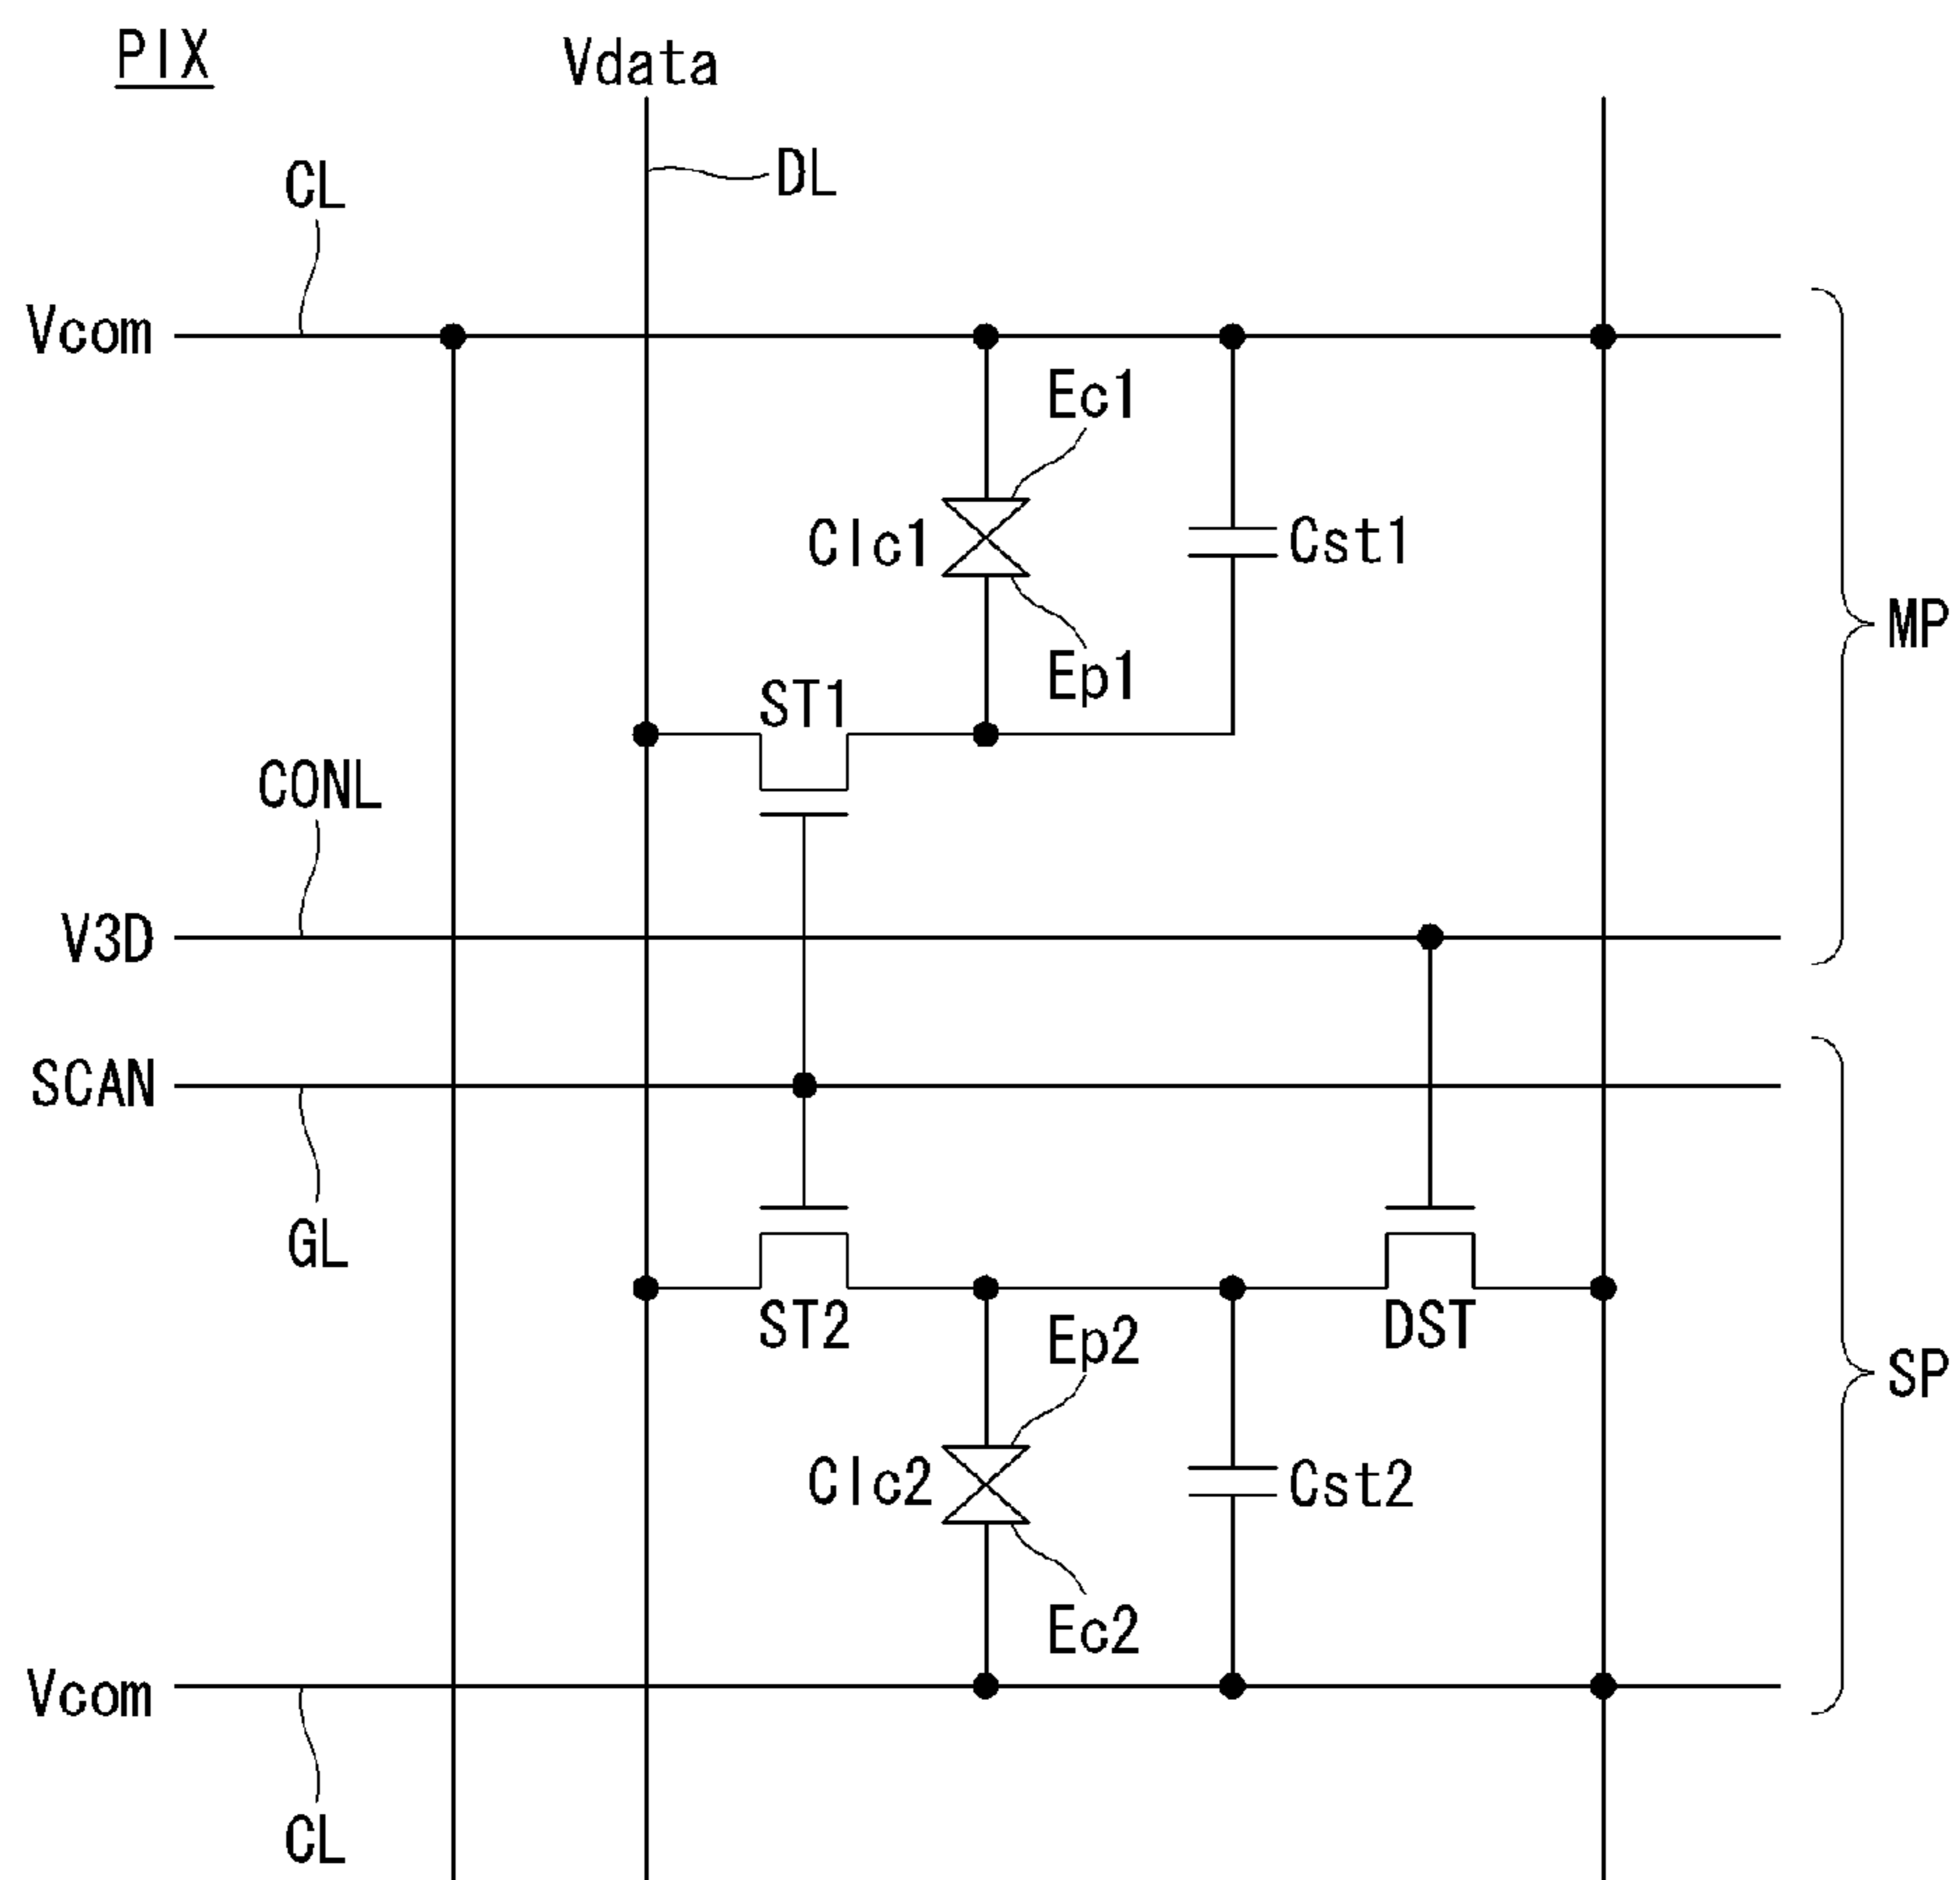 PIX
Vdata
DL
CL
Vcom
Ec1
Clc1
Cst1
MP
Ep1
ST1
CONL
V3D
SCAN
GL
ST2
Ep2
DST
SP
Clc2
Cst2
Ec2
Vcom
CL